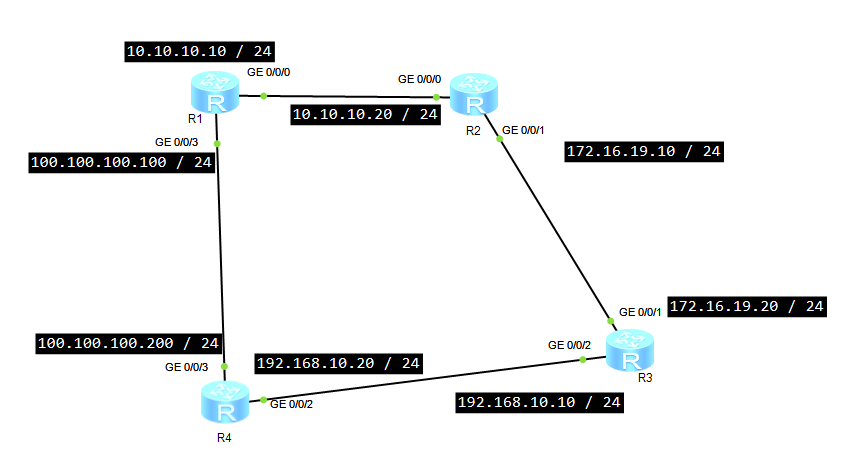 10.10.10.10 / 24
GE 0/0/0
GE 0/0/0
R
R
10.10.10.20 / 24
R1
R2
GE 0/0/1
GE 0/0/3
172.16.19.10 / 24
100.100.100.100 / 24
172.16.19.20 / 24
GE 0/0/1
100.100.100.200 / 24
GE 0/0/2
GE 0/0/3
192.168.10.20 / 24
R
R3
GE 0/0/2
192.168.10.10 / 24
R
R4